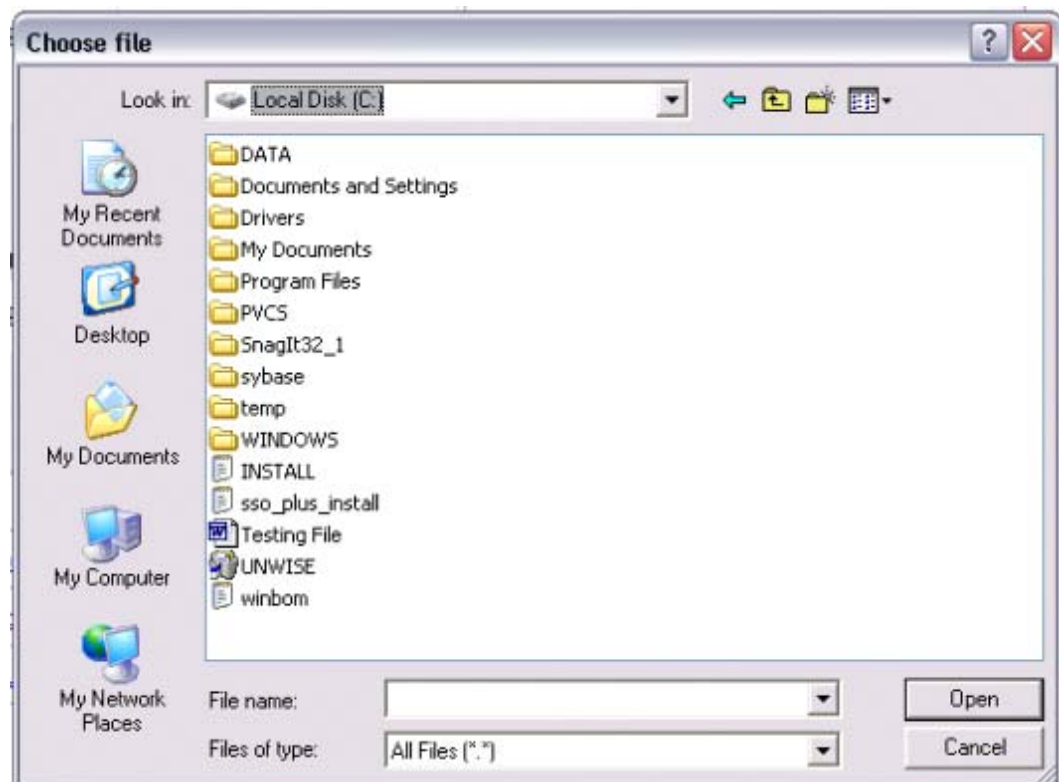 Choose file
Look in:
Local Disk (C:)
My Recent
Documents
Desktop
My Documents
My Computer
My Network
Places
DATA
Documents and Settings
Drivers
My Documents
Program Files
PVCS
SnagIt32_1
sybase
temp
WINDOWS
INSTALL
sso_plus_install
Testing File
UNWISE
winbom
File name:
Open
Files of type:
All Files (*.*)
Cancel